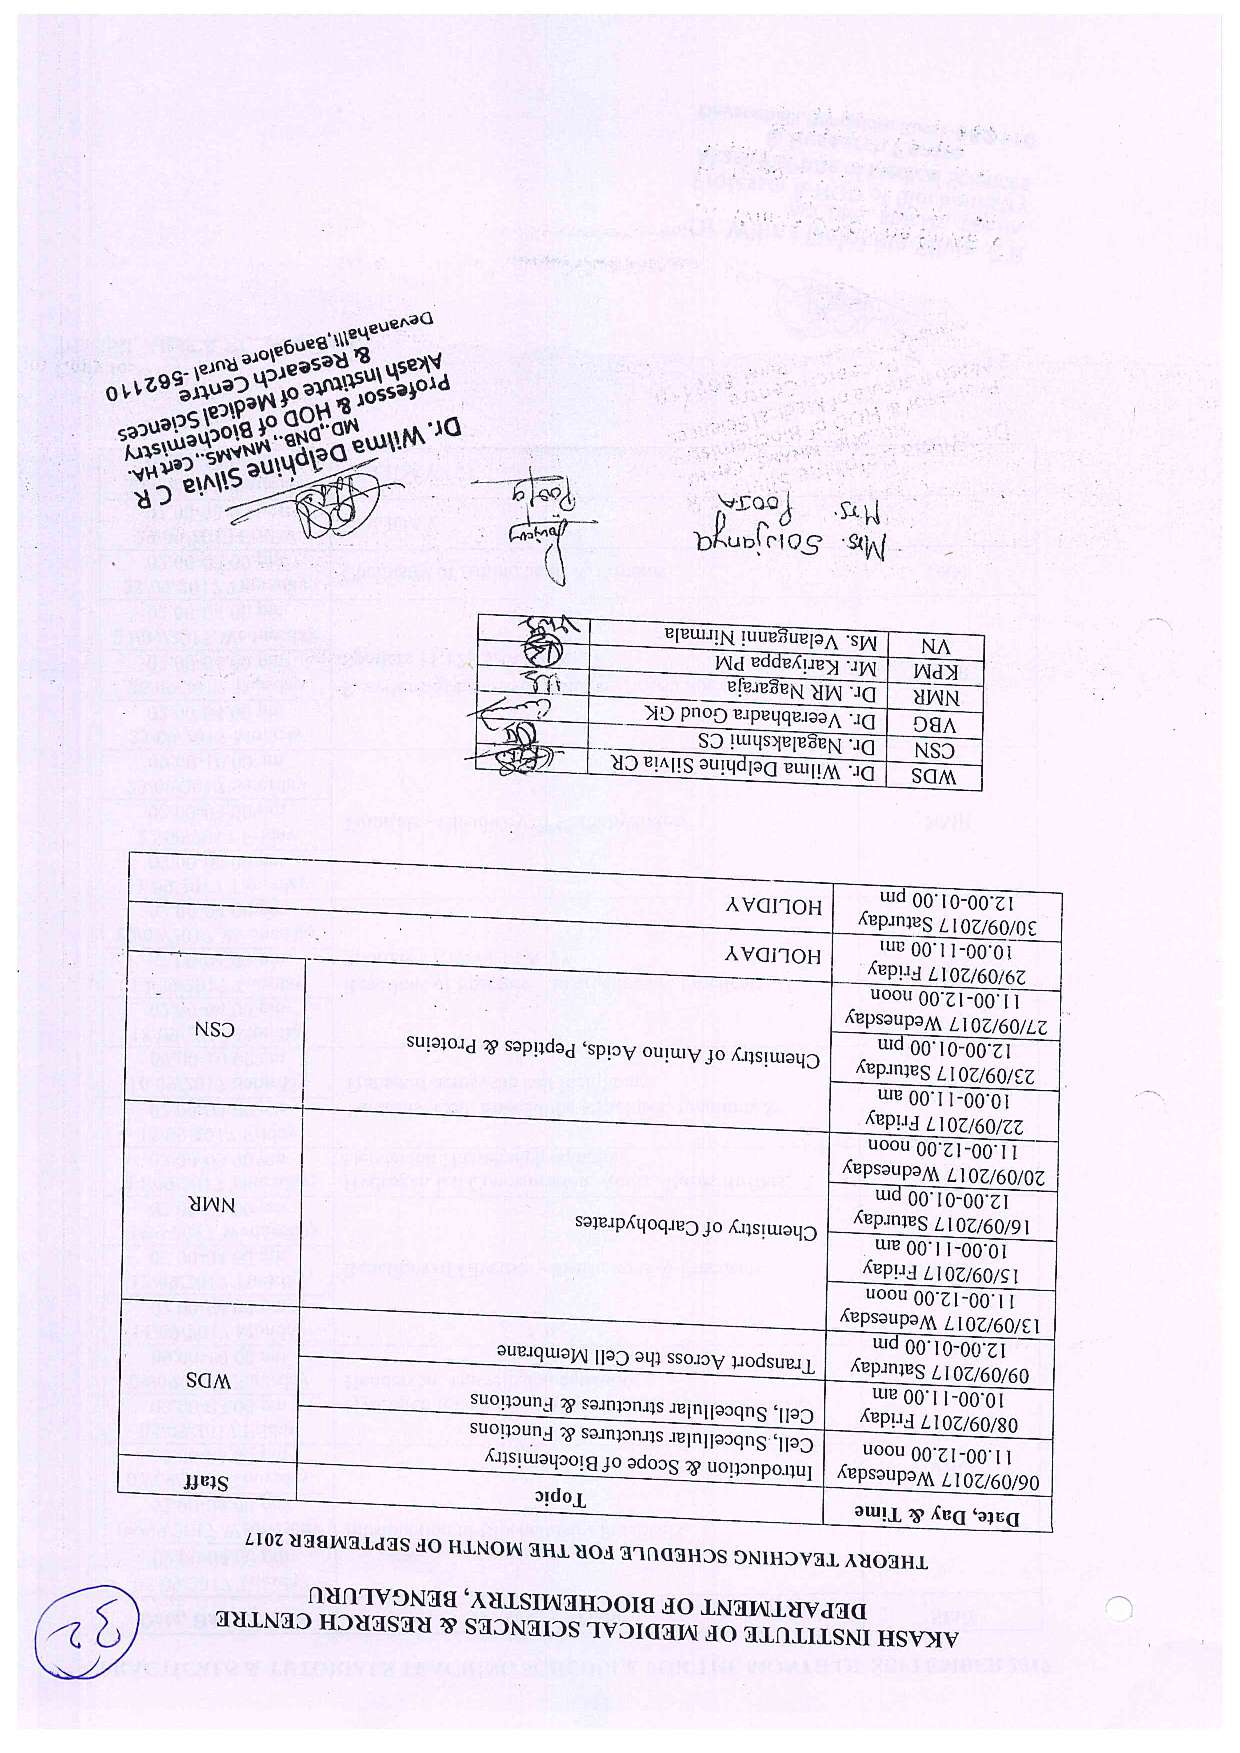 32
AKASH INSTITUTE OF MEDICAL SCIENCES & RESERCH CENTRE
DEPARTMENT OF BIOCHEMISTRY, BENGALURU
THEORY TEACHING SCHEDULE FOR THE MONTH OF SEPTEMBER 2017
Date, Day & Time Topic Staff
06/09/2017 Wednesday
11.00-12.00 noon
Introduction & Scope of Biochemistry
Cell, Subcellular structures & Functions
WDS
08/09/2017 Friday
10.00-11.00 am
Cell, Subcellular structures & Functions
09/09/2017 Saturday
12.00-01.00 pm
Transport Across the Cell Membrane
13/09/2017 Wednesday
11.00-12.00 noon
Chemistry of Carbohydrates
NMR
15/09/2017 Friday
10.00-11.00 am
16/09/2017 Saturday
12.00-01.00 pm
20/09/2017 Wednesday
11.00-12.00 noon
22/09/2017 Friday
10.00-11.00 am
Chemistry of Amino Acids, Peptides & Proteins
CSN
23/09/2017 Saturday
12.00-01.00 pm
27/09/2017 Wednesday
11.00-12.00 noon
29/09/2017 Friday
10.00-11.00 am
HOLIDAY
30/09/2017 Saturday
12.00-01.00 pm
HOLIDAY
WDS Dr. Wilma Delphine Silvia CR
CSN Dr. Nagalakshmi CS
VBG Dr. Veerabhadra Goud GK
NMR Dr. MR Nagaraja
KPM Mr. Kariyappa PM
VN Ms. Velanganni Nirmala
Mrs. Sowjanya
Mrs. POOJA Pooja
Dr. Wilma Delphine Silvia C R
MD.,DNB., MNAMS., Cert HA.
Professor & HOD of Biochemistry
Akash Institute of Medical Sciences
& Research Centre
Devanahalli,Bangalore Rural -562110